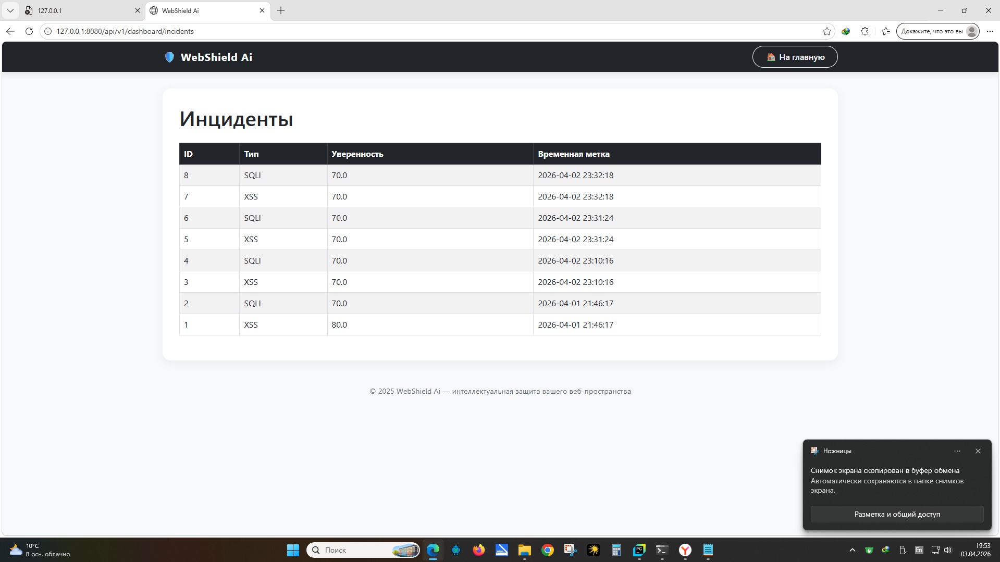 127.0.0.1
WebShield Ai
127.0.0.1:8080/api/v1/dashboard/incidents
Докажите, что это вы
WebShield Ai
На главную
Инциденты
ID Тип Уверенность Временная метка
8 SQLI 70.0 2026-04-02 23:32:18
7 XSS 70.0 2026-04-02 23:32:18
6 SQLI 70.0 2026-04-02 23:31:24
5 XSS 70.0 2026-04-02 23:31:24
4 SQLI 70.0 2026-04-02 23:10:16
3 XSS 70.0 2026-04-02 23:10:16
2 SQLI 70.0 2026-04-01 21:46:17
1 XSS 80.0 2026-04-01 21:46:17
© 2025 WebShield Ai — интеллектуальная защита вашего веб-пространства
Ножницы
Снимок экрана скопирован в буфер обмена
Автоматически сохраняются в папке снимков
экрана.
Разметка и общий доступ
10°C
В осн. облачно
Поиск
PC
En
19:53
03.04.2026